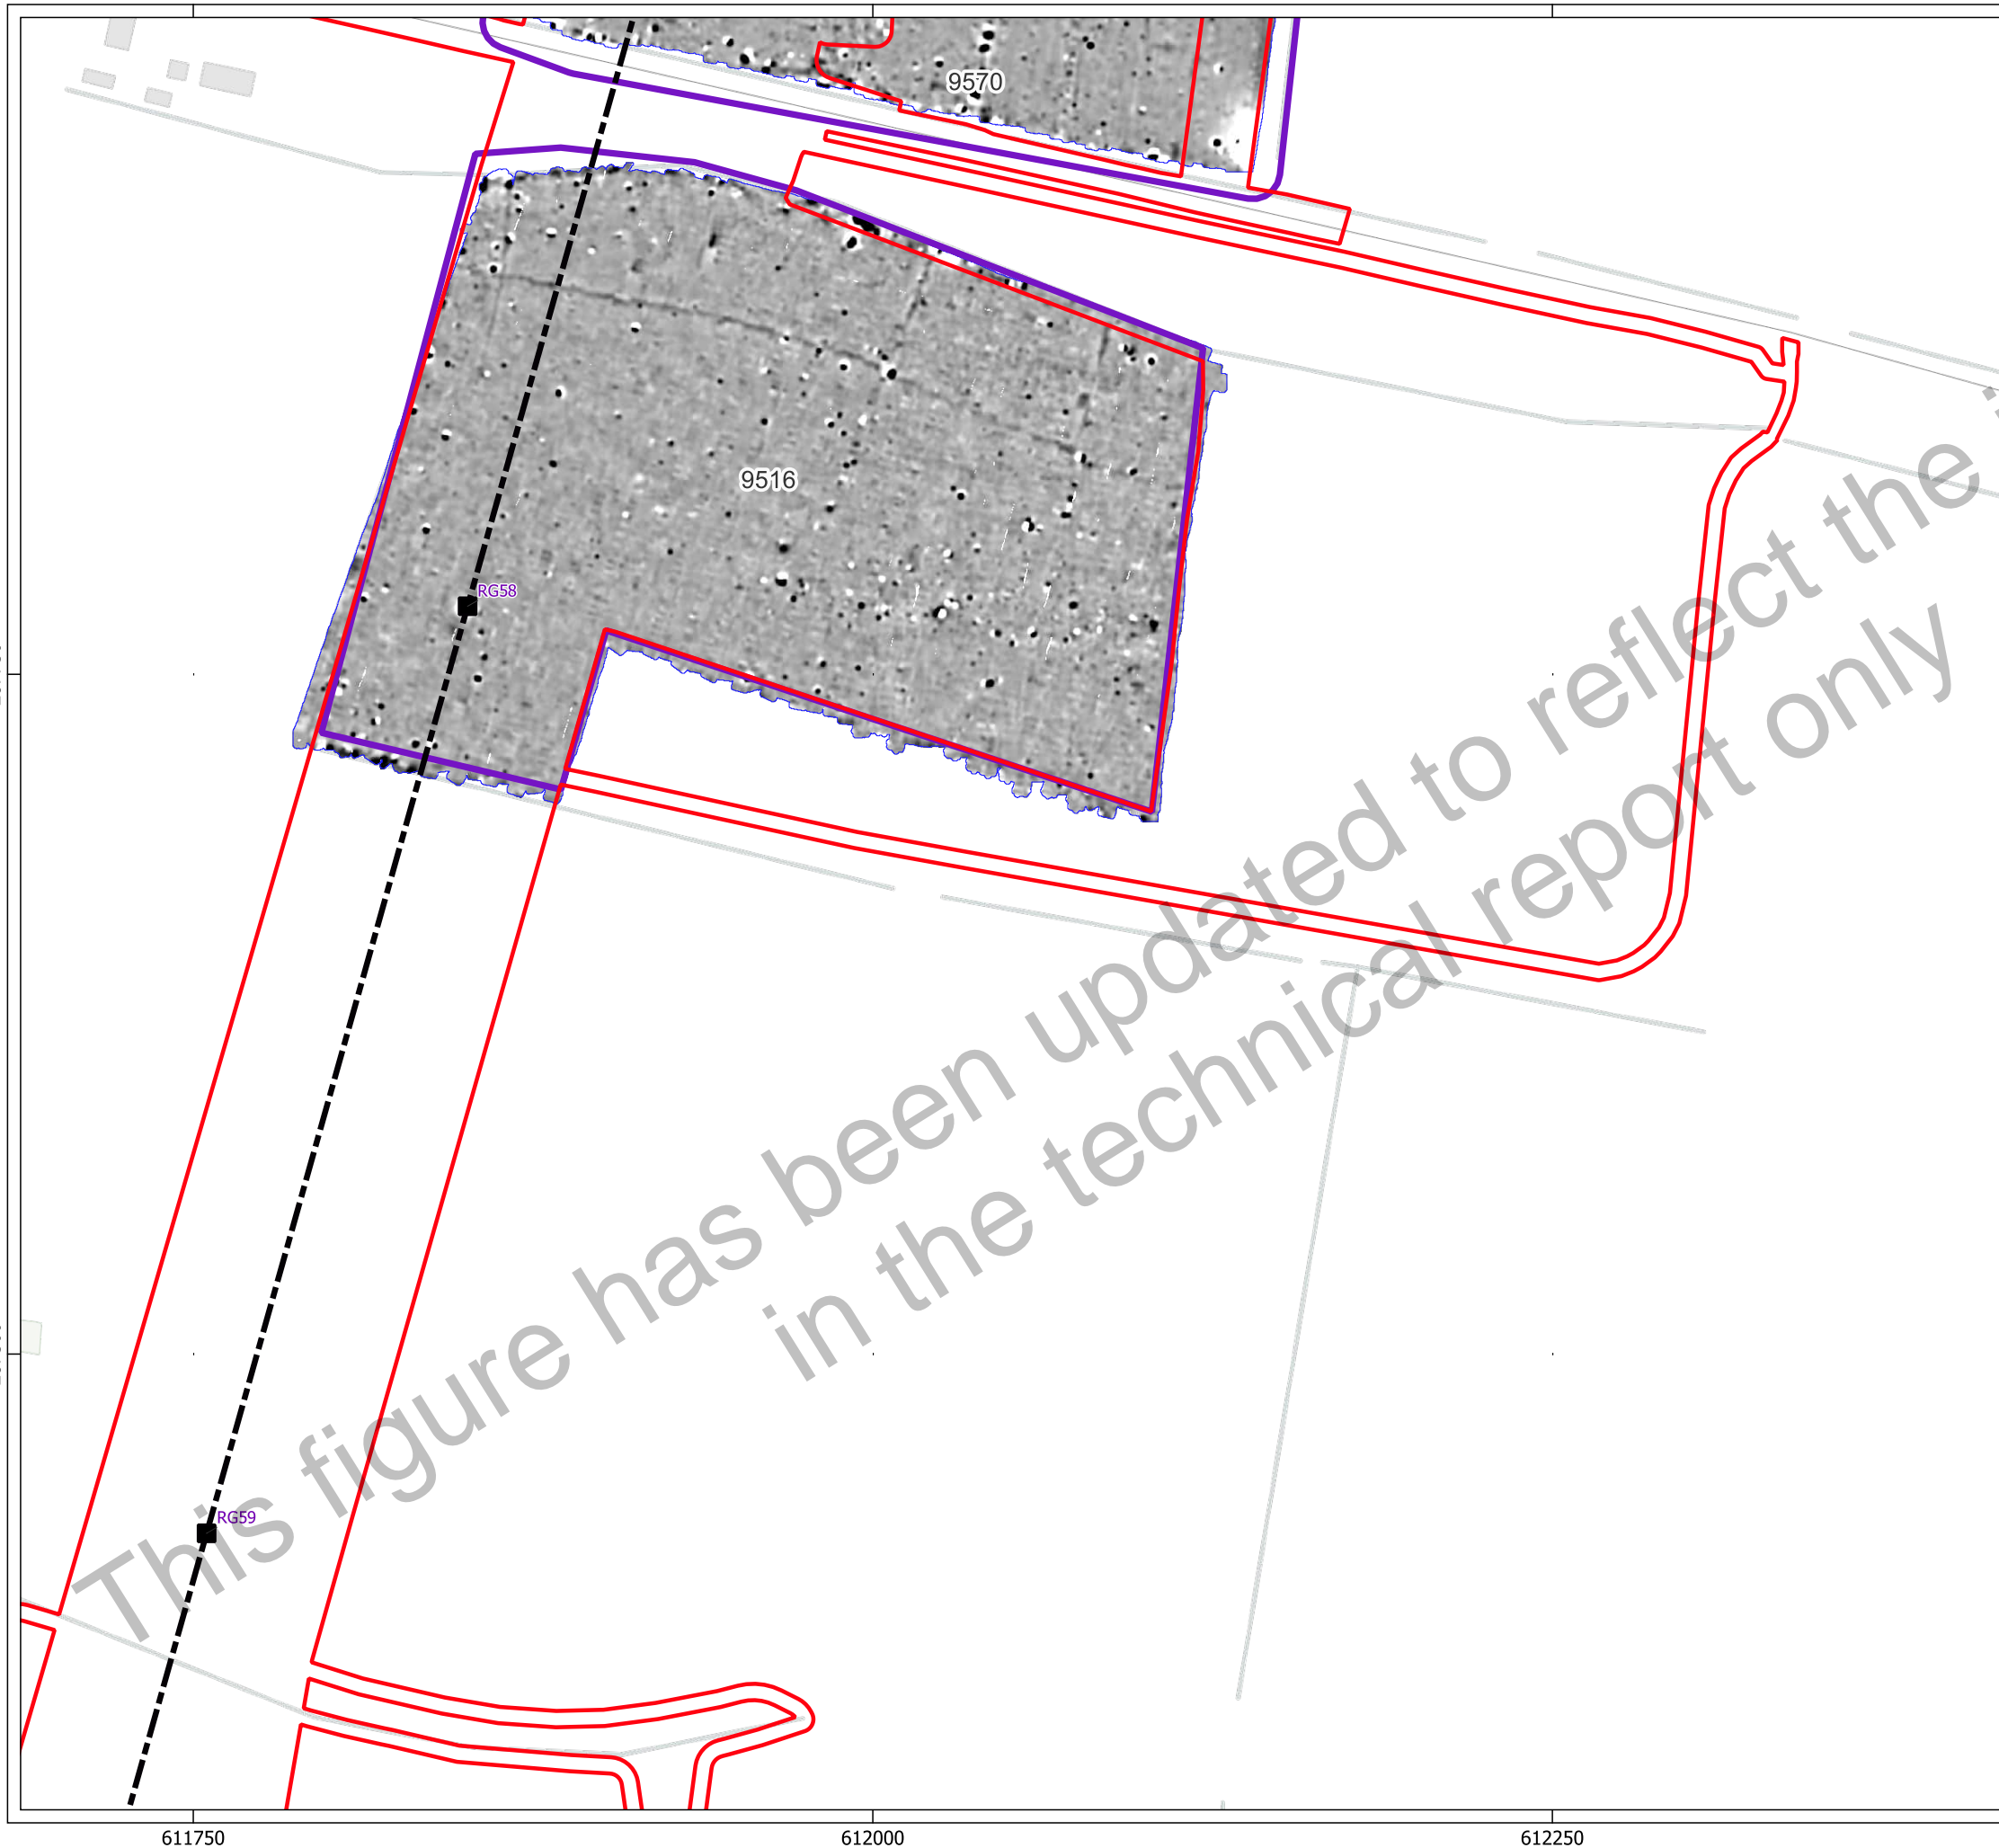 9570
9516
RG58
This figure has been updated to reflect the
in the technical report only
RG59
611750
612000
612250